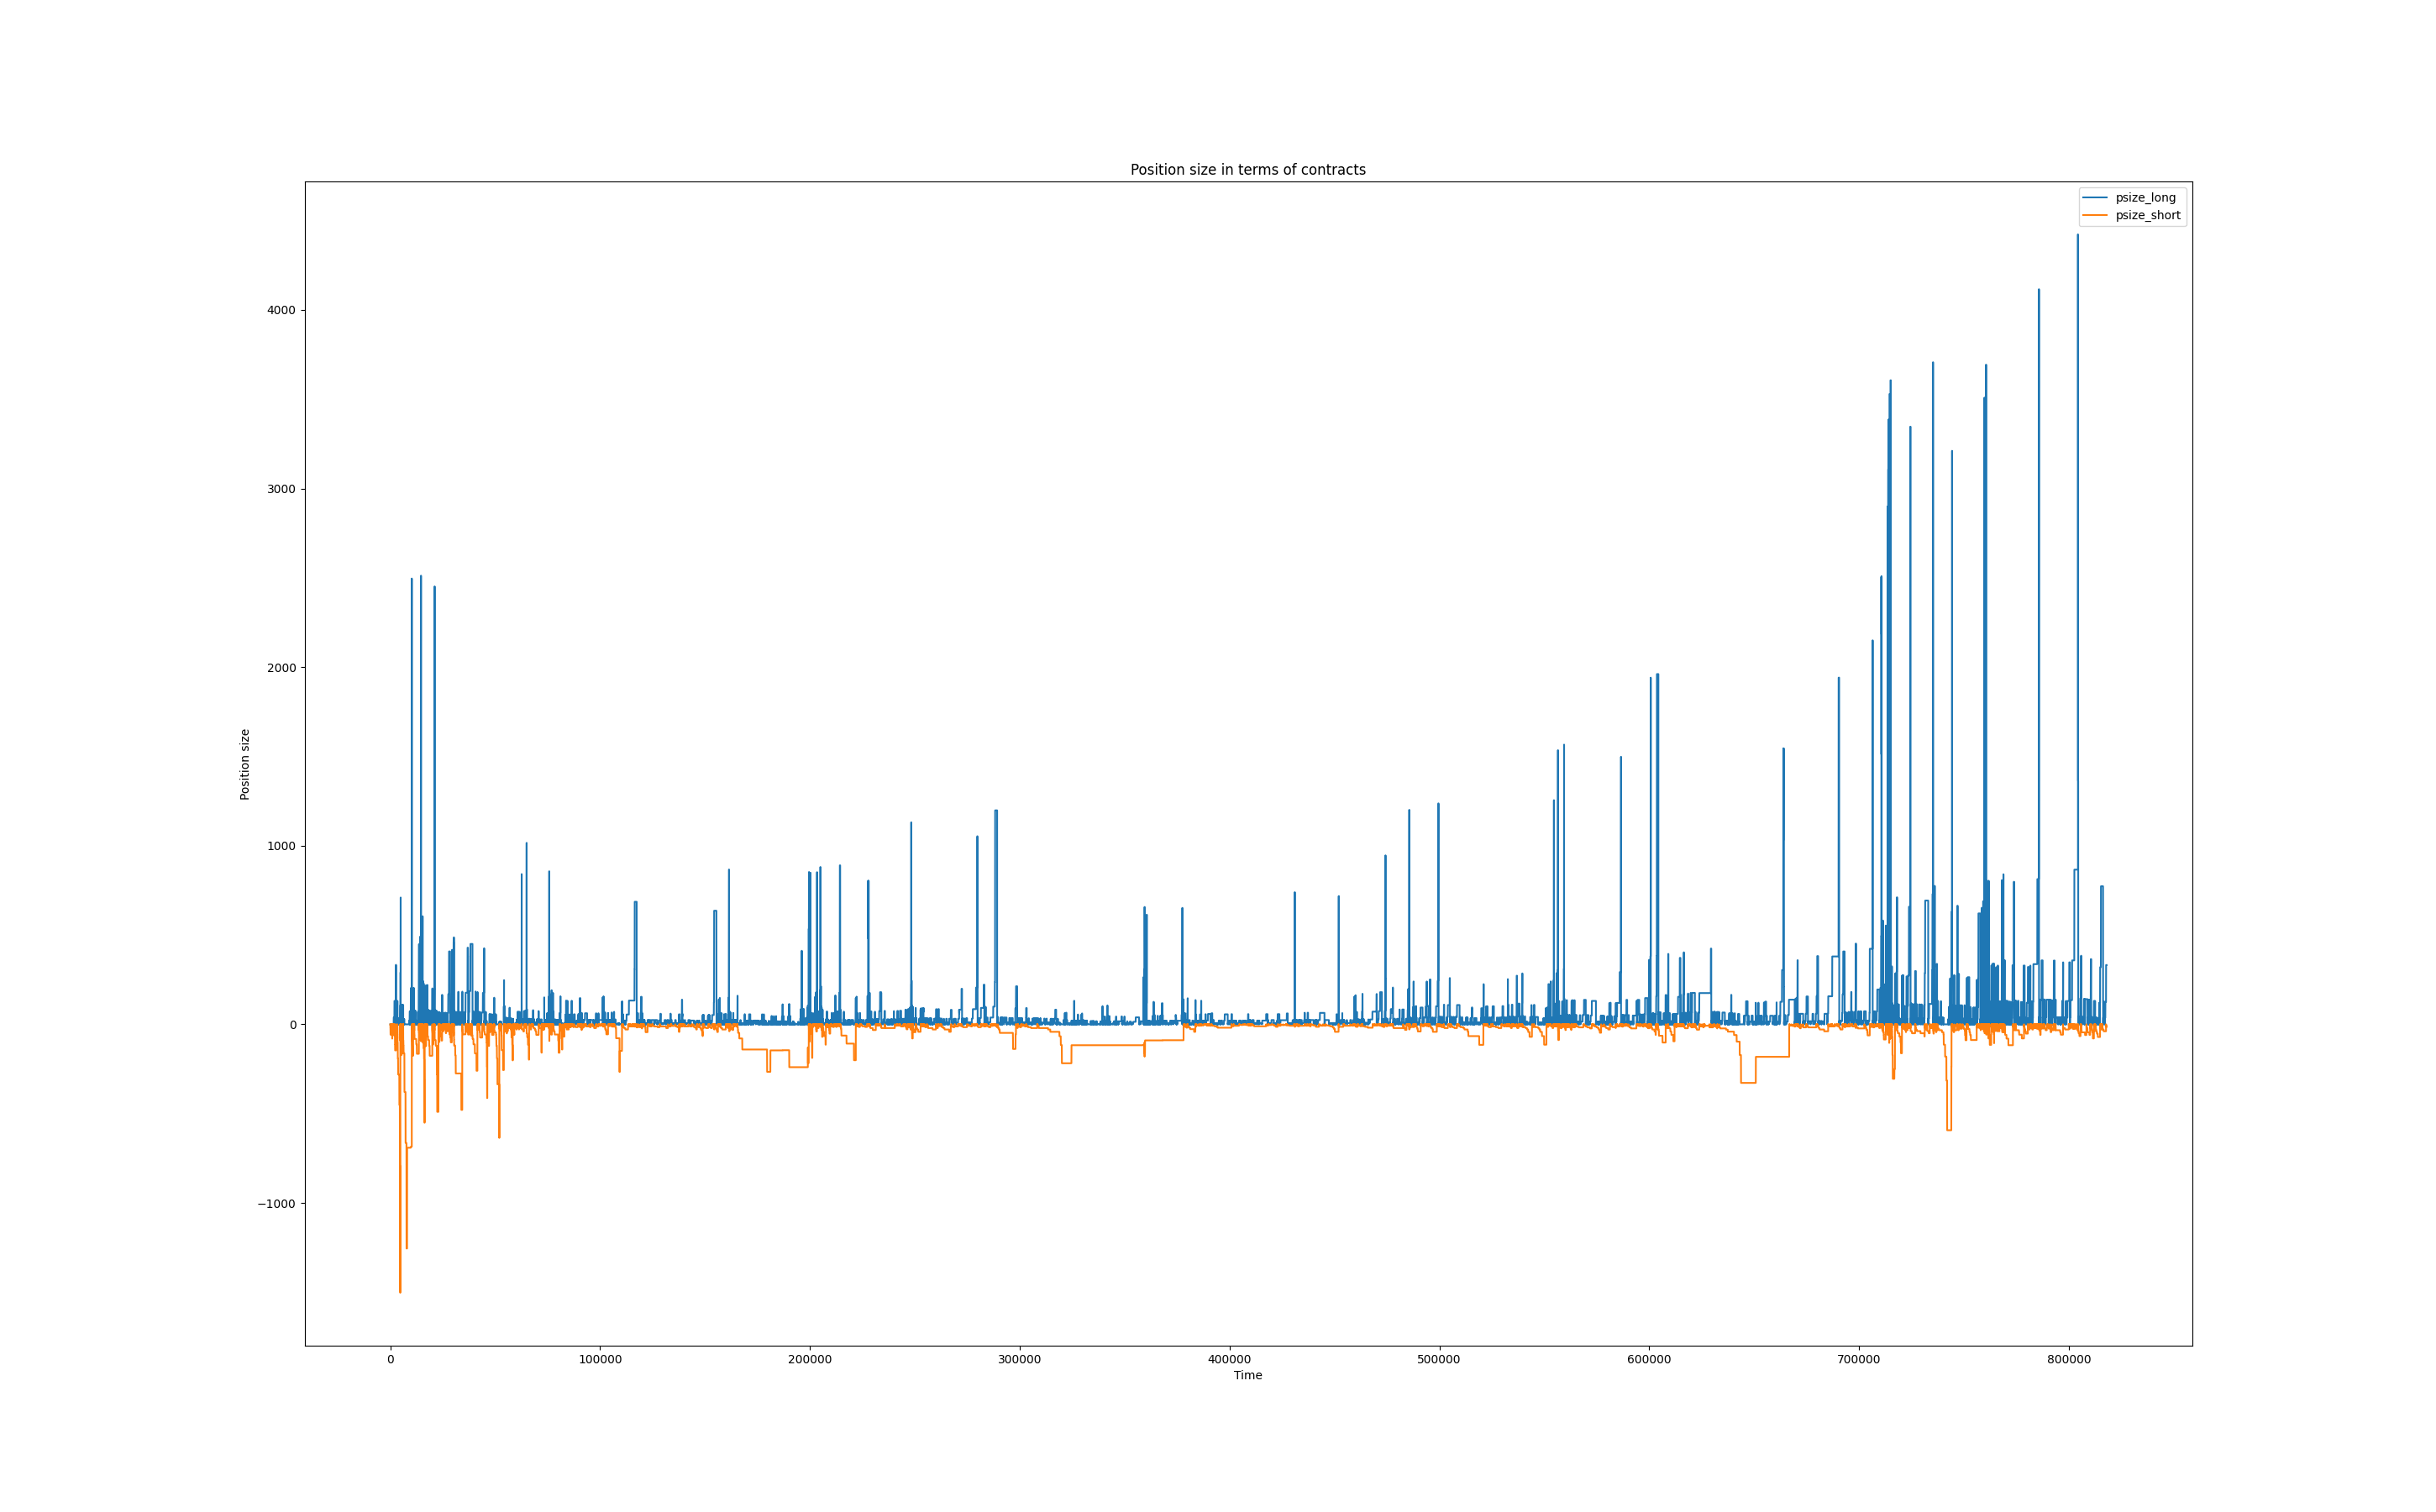 Position size in terms of contracts
psize_long
psize_short
Position size
4000
3000
2000
1000
0
−1000
0 100000 200000 300000 400000 500000 600000 700000 800000
Time